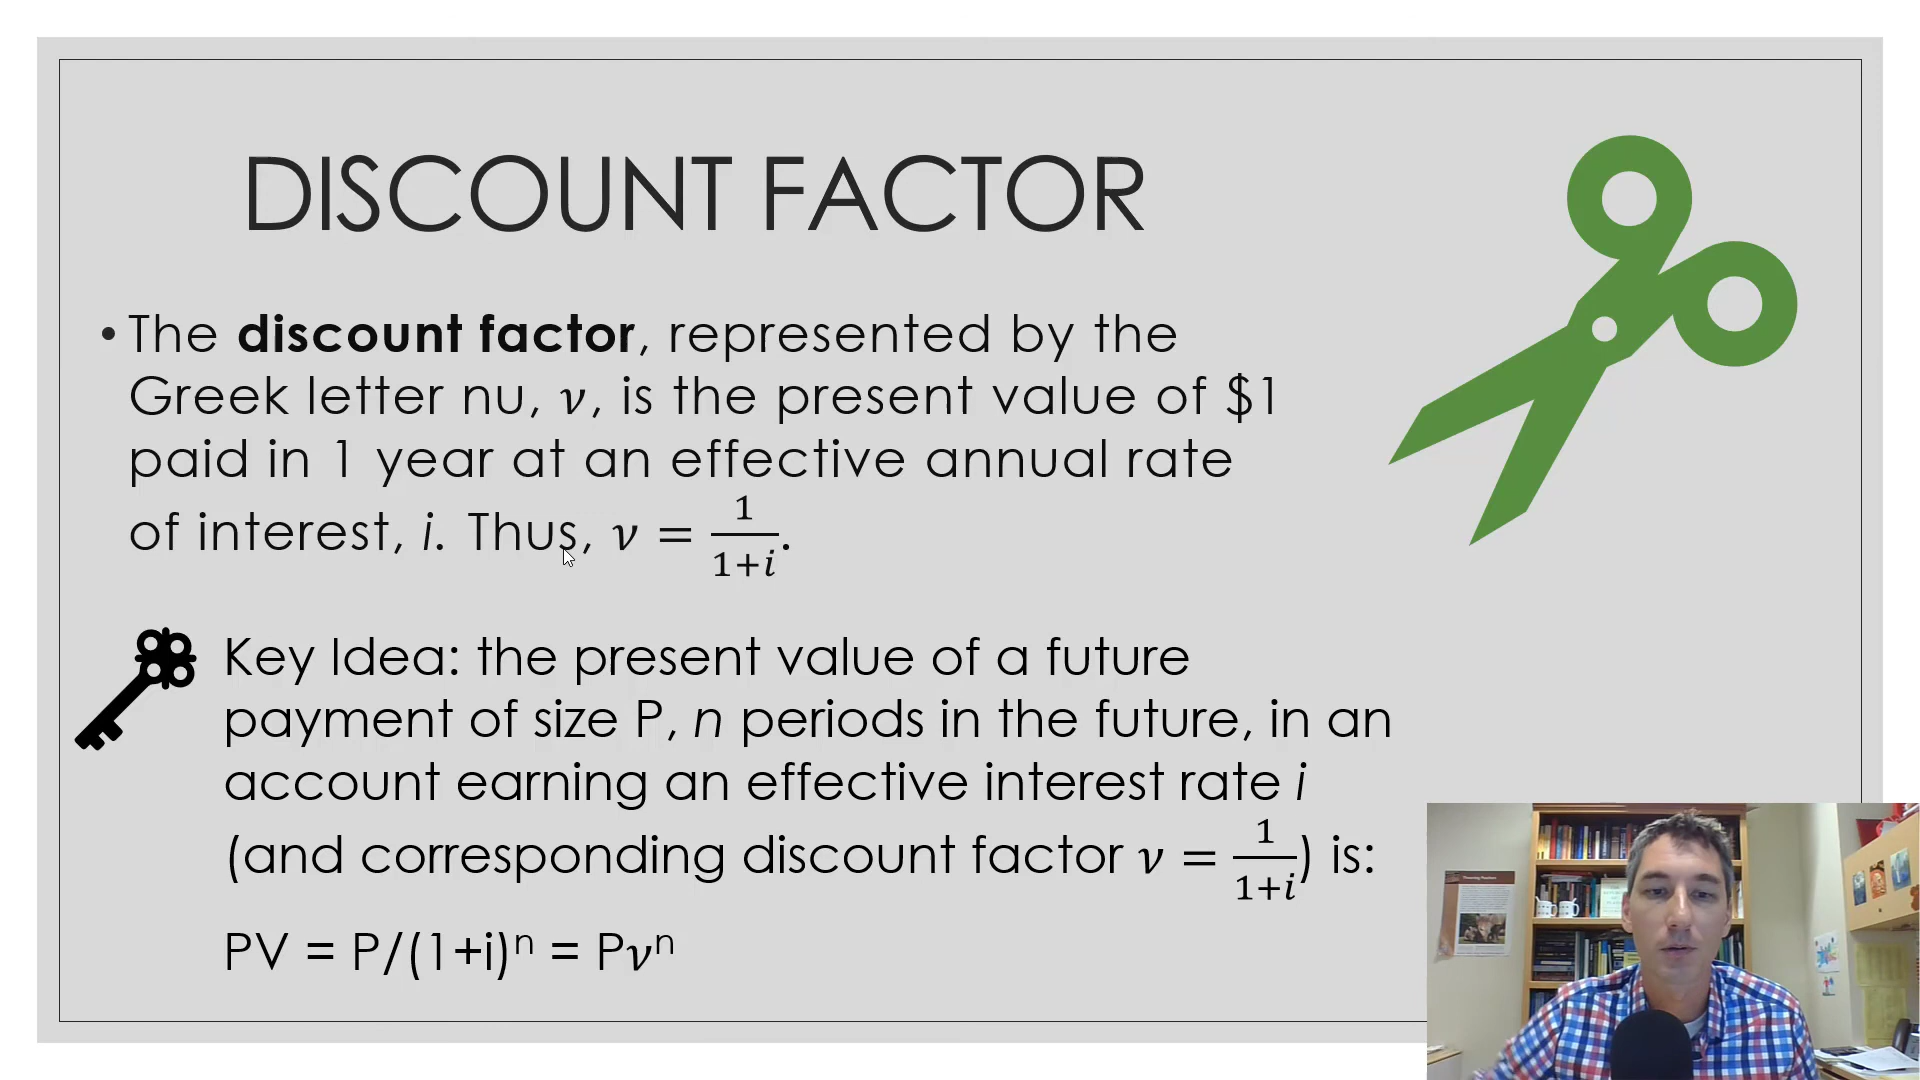 DISCOUNT FACTOR
• The discount factor, represented by the
Greek letter nu, ν, is the present value of $1
paid in 1 year at an effective annual rate
of interest, i. Thus, ν = 1/(1+i).
Key Idea: the present value of a future
payment of size P, n periods in the future, in an
account earning an effective interest rate i
(and corresponding discount factor ν = 1/(1+i)) is:
PV = P/(1+i)ⁿ = Pνⁿ